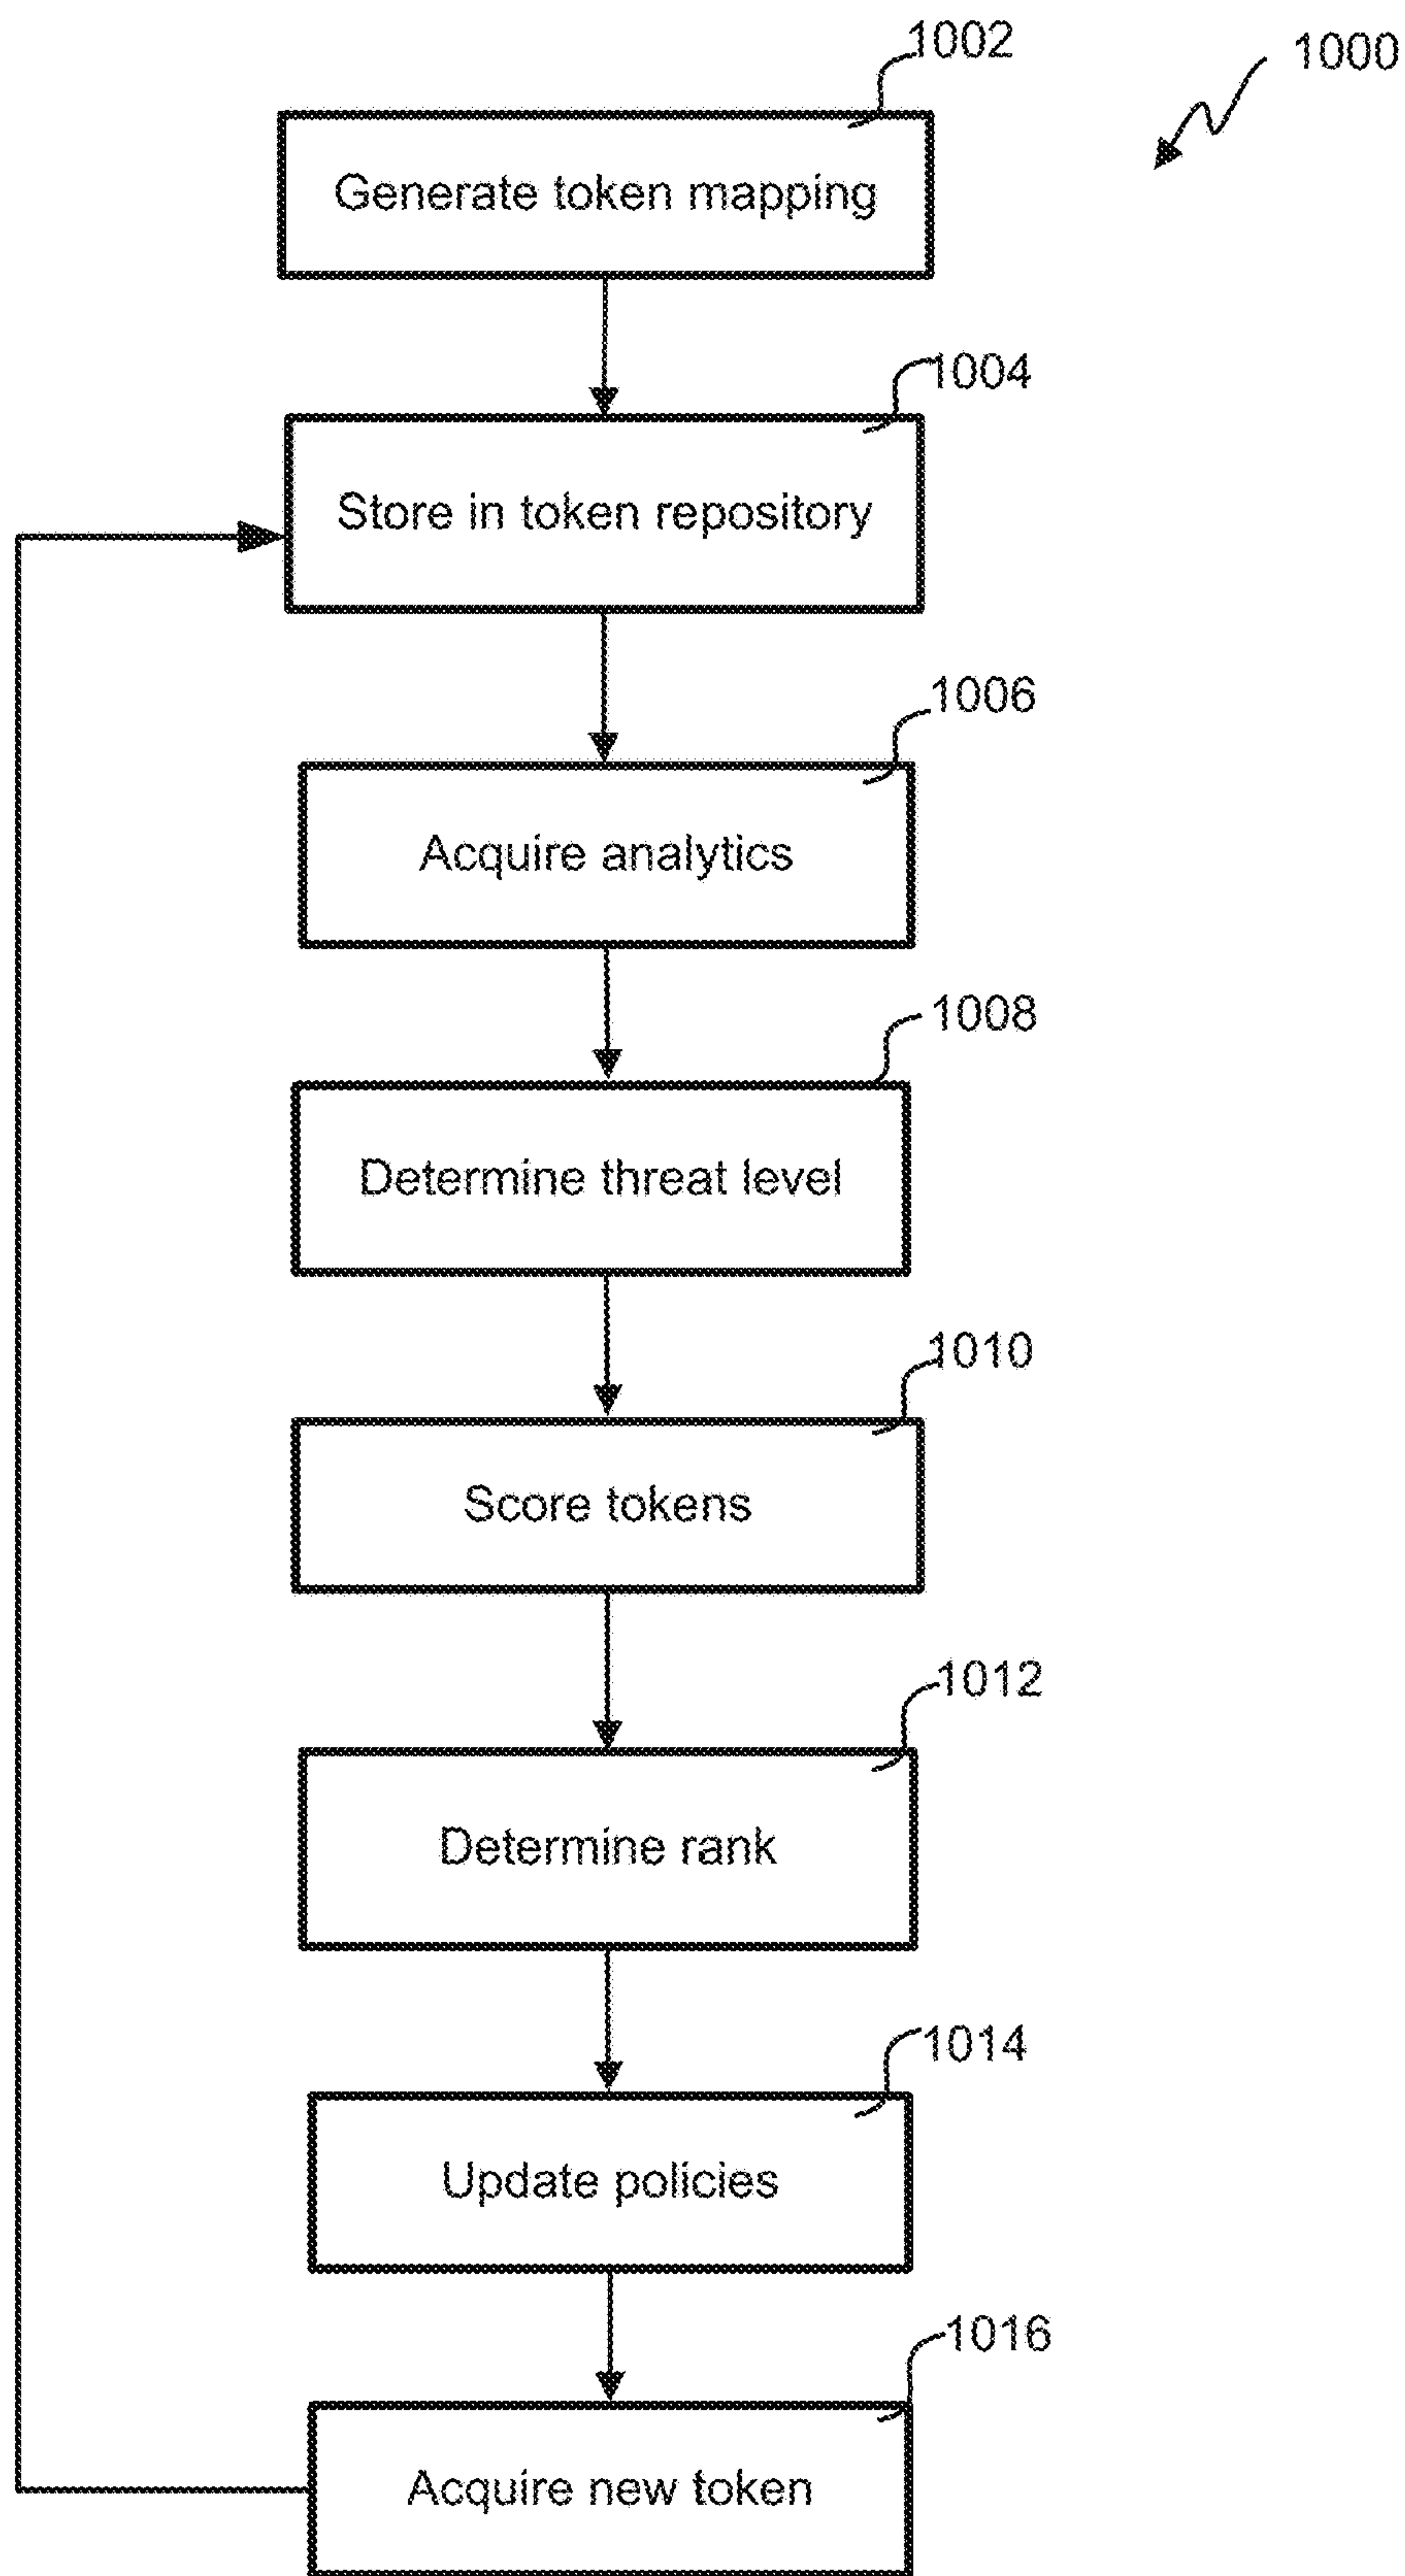 1002
1000
Generate token mapping
1004
Store in token repository
1006
Acquire analytics
1008
Determine threat level
1010
Score tokens
1012
Determine rank
1014
Update policies
1016
Acquire new token